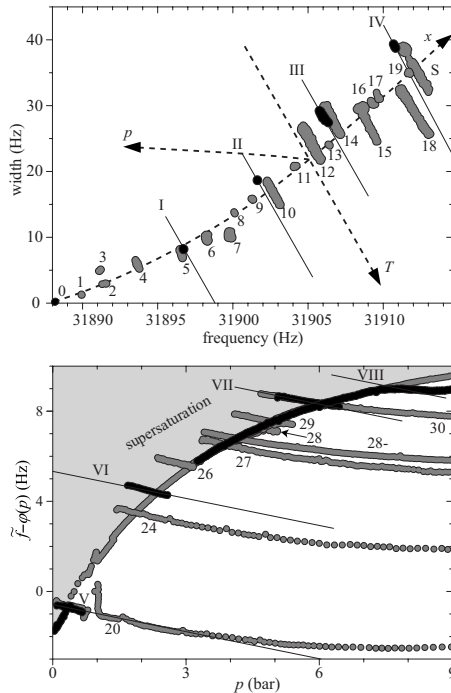 40
30
20
10
0
width (Hz)
IV
x
S
19
III
17
16
14
15
18
13
12
p
II
11
I
10
9
8
7
6
5
4
3
2
1
0
T
31890
31895
31900
31905
31910
frequency (Hz)
VIII
VII
supersaturation
30
29
28
28-
27
26
VI
24
V
20
8
4
0
f̃-φ(p) (Hz)
0
3
6
9
p (bar)